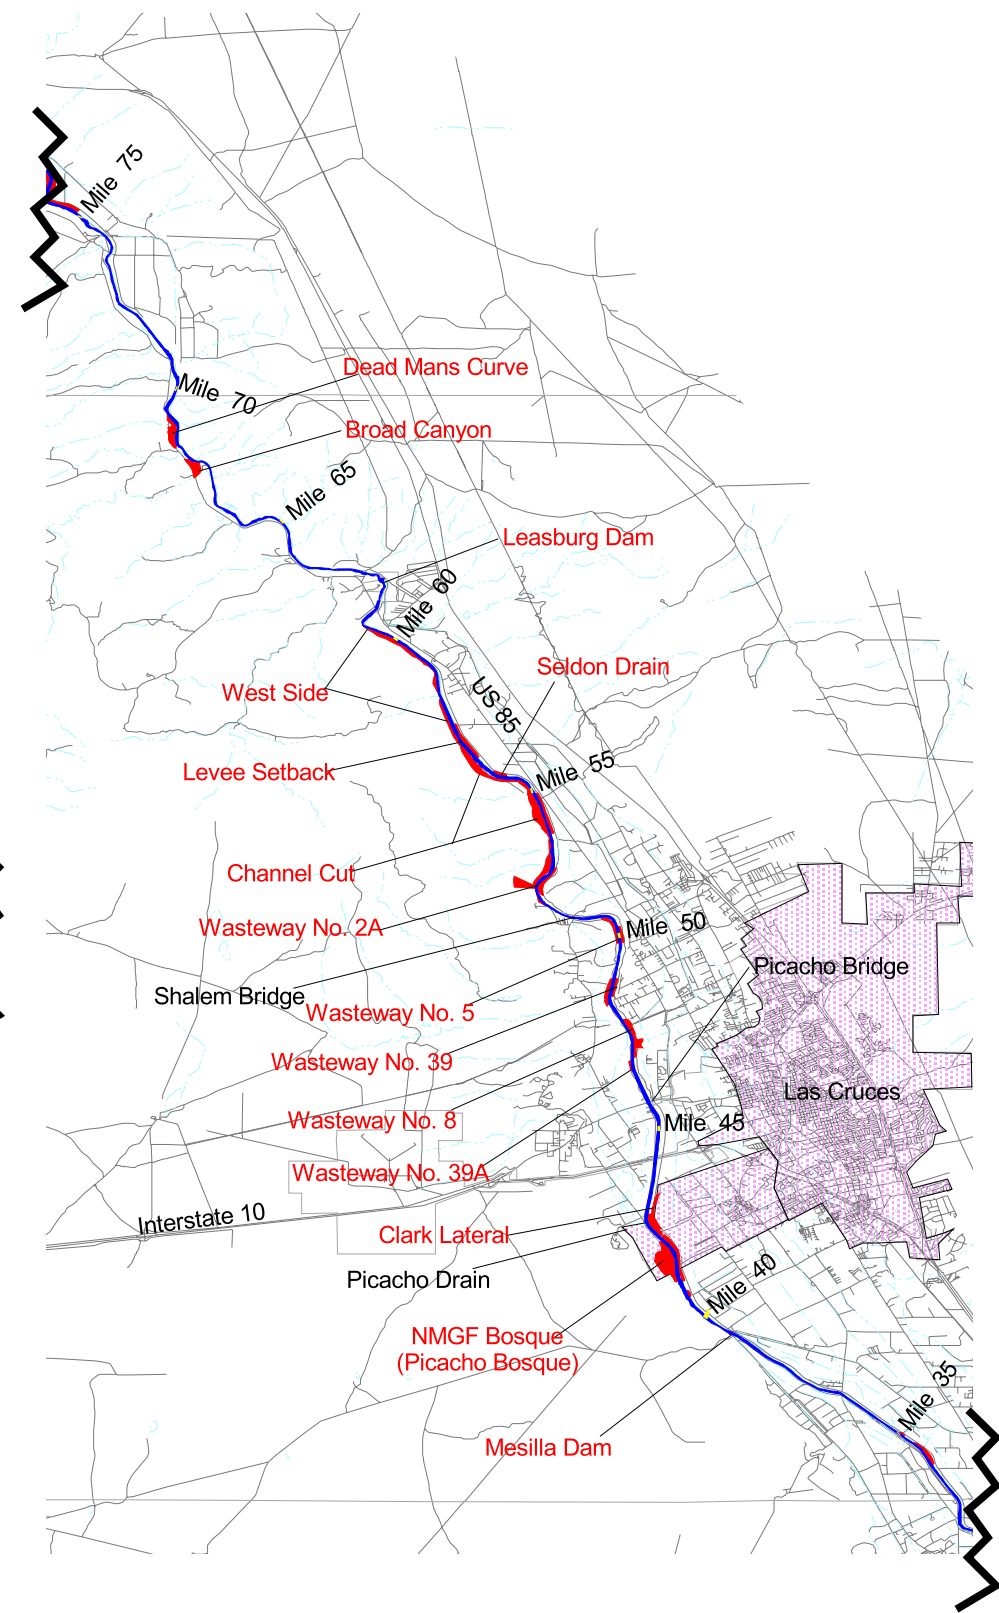 Mile 75
Dead Mans Curve
Mile 70
Broad Canyon
Mile 65
Leasburg Dam
Mile 60
Seldon Drain
West Side
US 85
Levee Setback
Mile 55
Channel Cut
Wasteway No. 2A
Mile 50
Picacho Bridge
Shalem Bridge
Wasteway No. 5
Wasteway No. 39
Las Cruces
Wasteway No. 8
Mile 45
Wasteway No. 39A
Interstate 10
Clark Lateral
Picacho Drain
Mile 40
NMGF Bosque
(Picacho Bosque)
Mile 35
Mesilla Dam